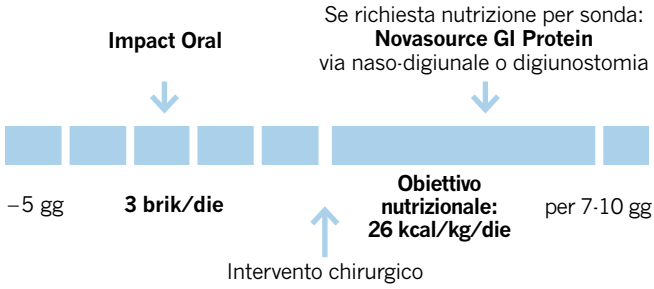 Impact Oral
Se richiesta nutrizione per sonda:
Novasource GI Protein
via naso-digiunale o digiunostomia
–5 gg
3 brik/die
Obiettivo
nutrizionale:
26 kcal/kg/die
per 7-10 gg
Intervento chirurgico